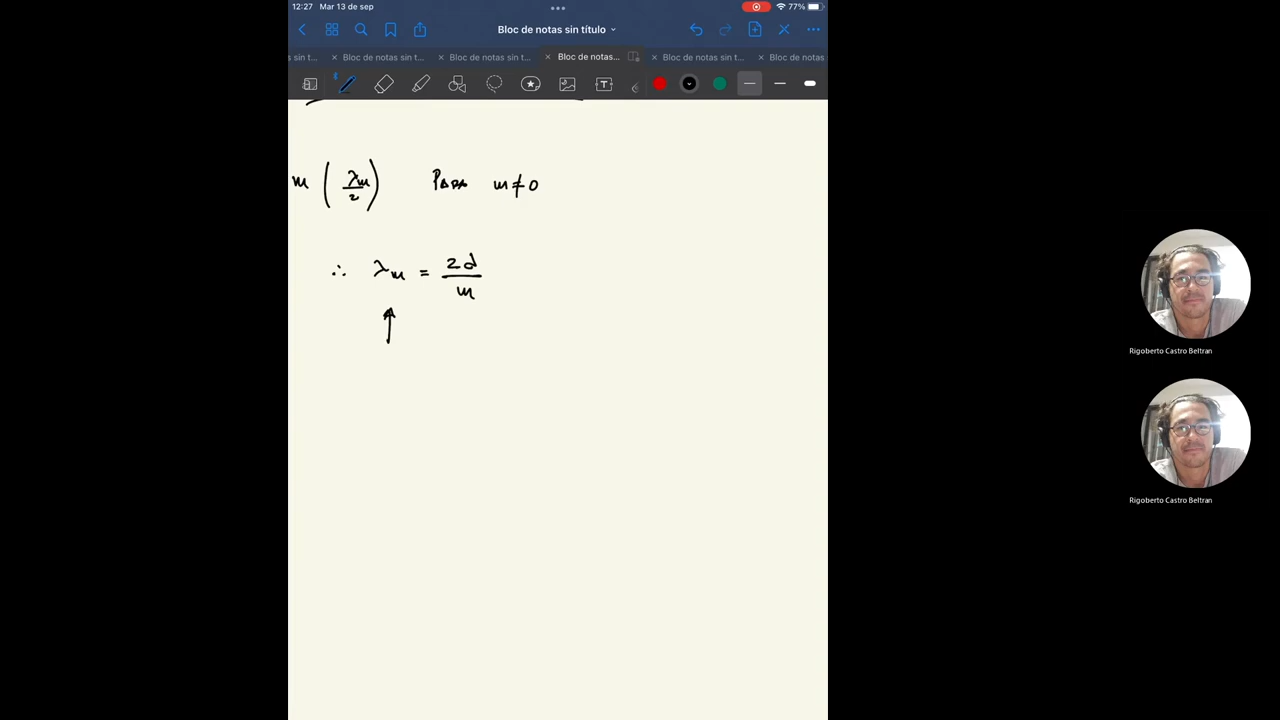 12:27 Mar 13 de sep 77%
Bloc de notas sin título
s sin t... Bloc de notas sin t... Bloc de notas sin t... Bloc de notas... Bloc de notas sin t... Bloc de notas
T
m ( λm/2 ) Para m≠0
∴ λm = 2d/m
Rigoberto Castro Beltran
Rigoberto Castro Beltran